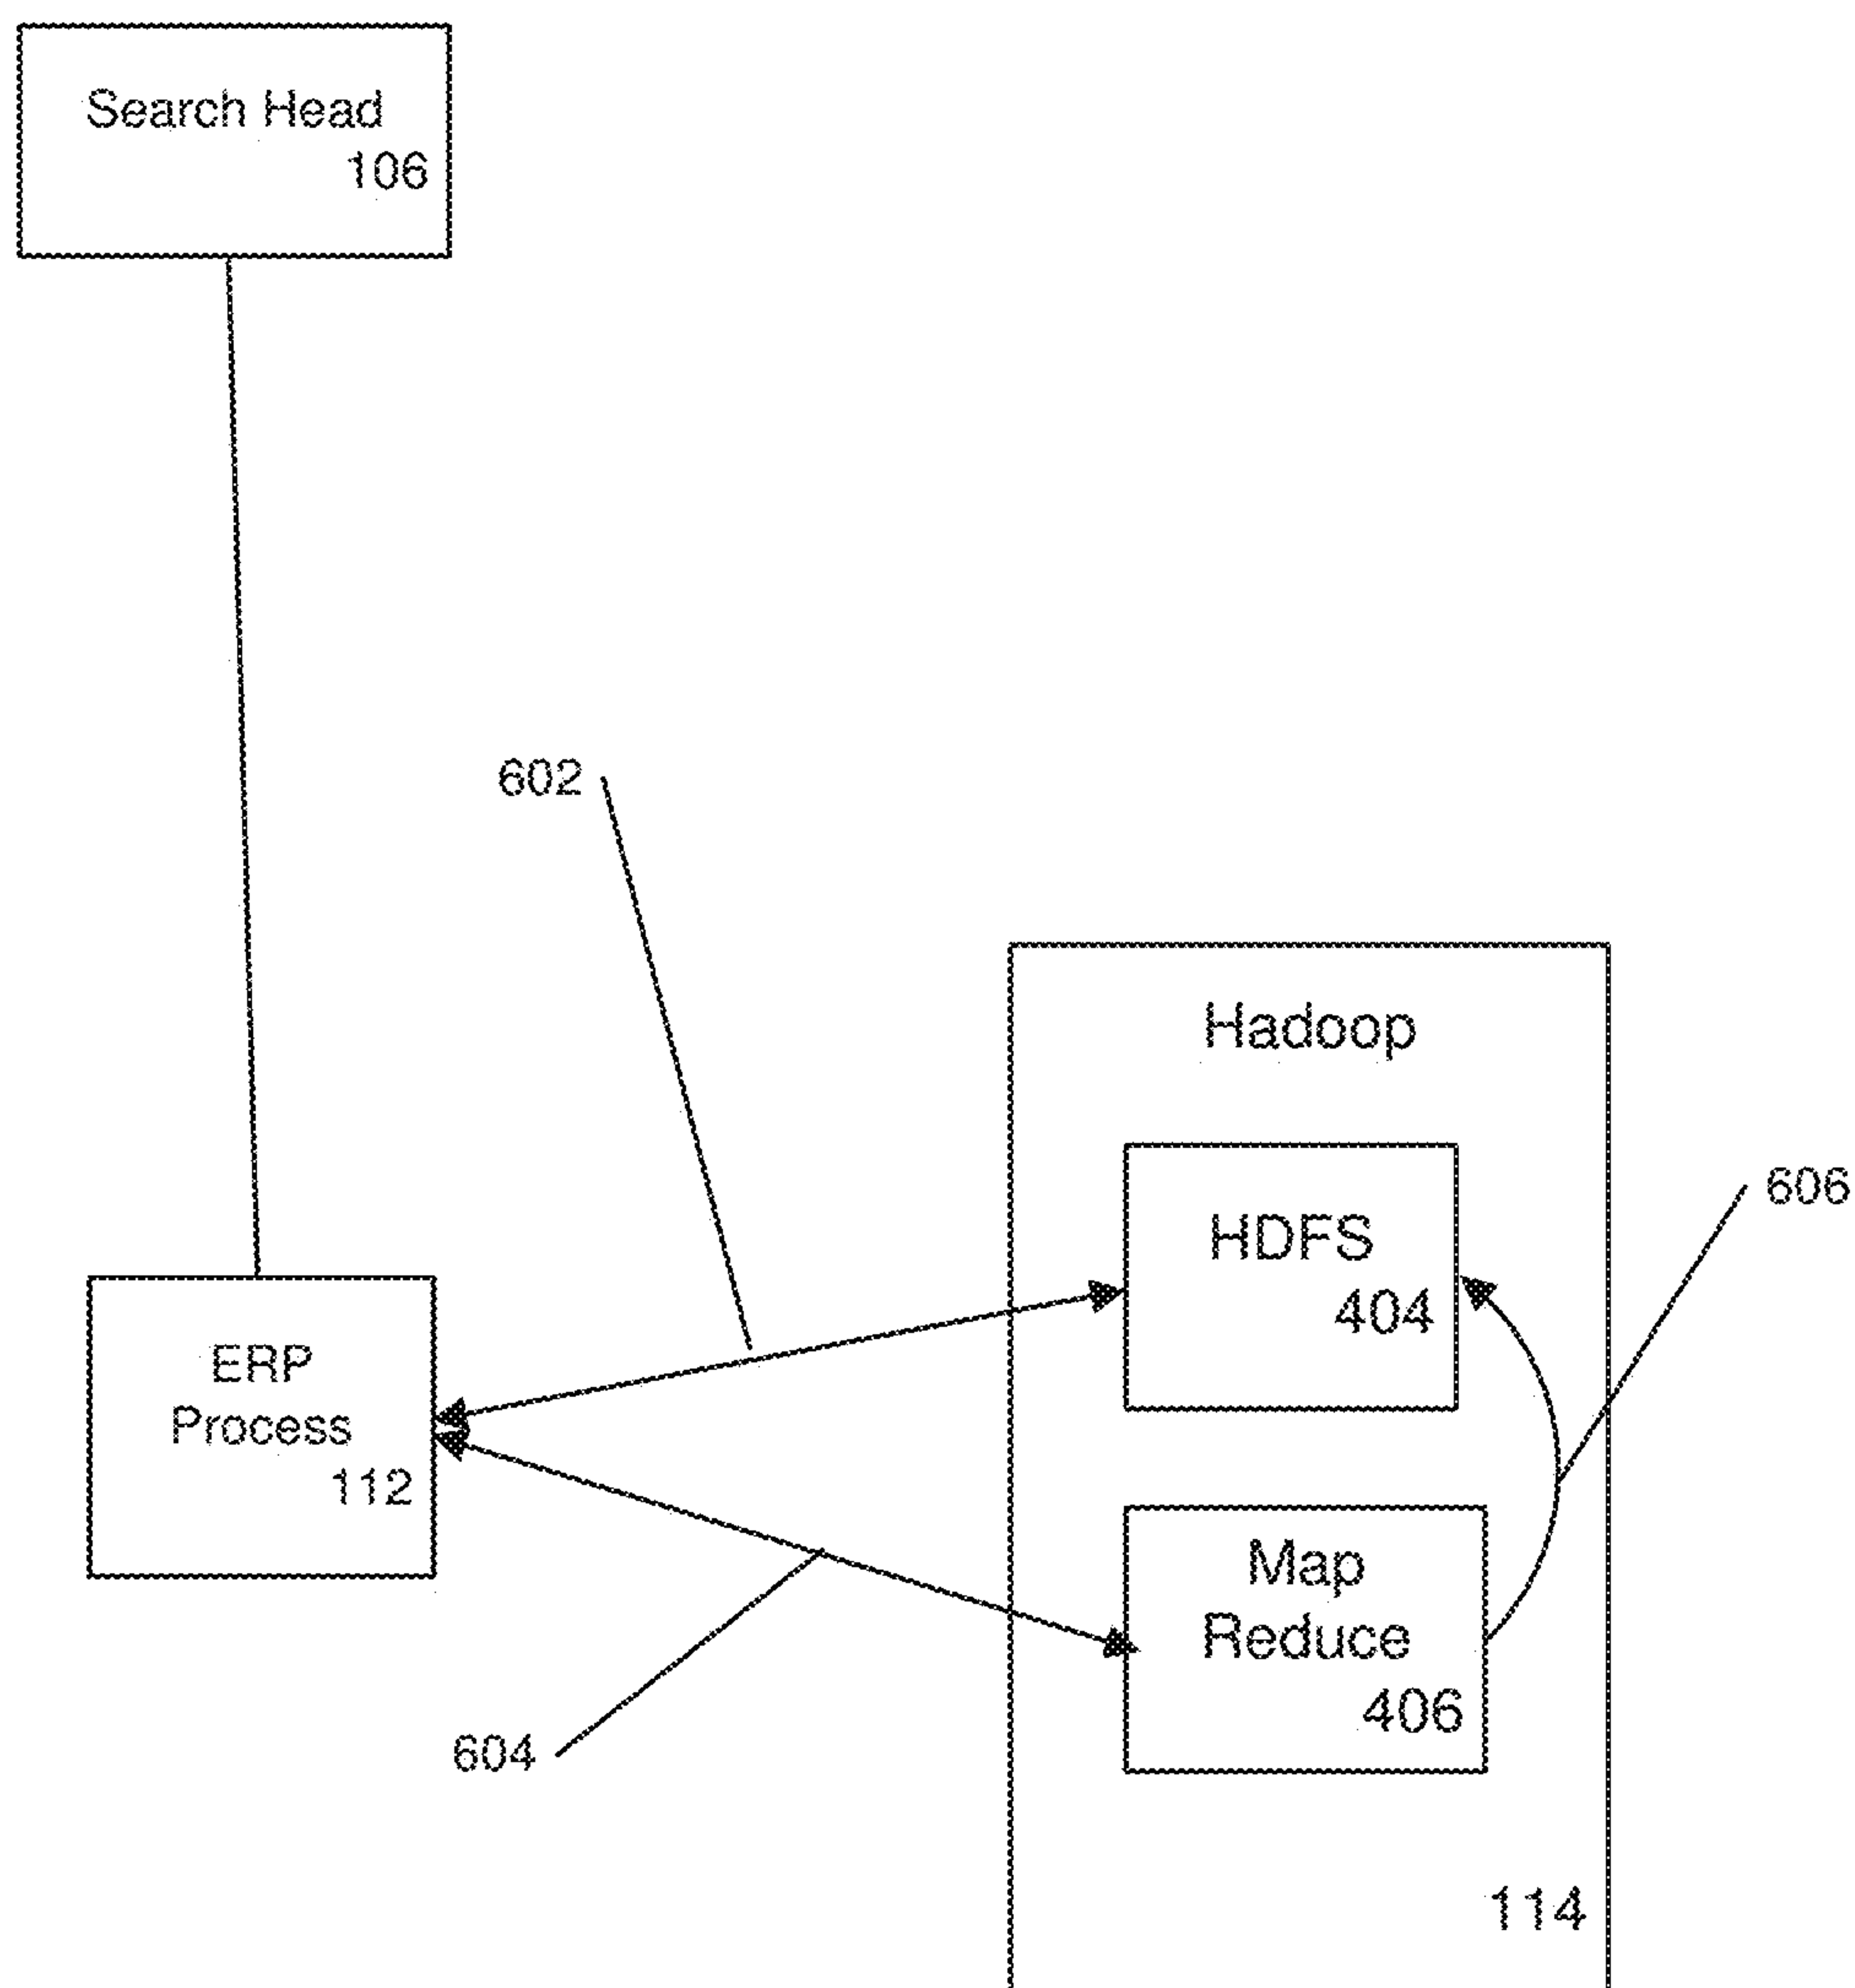 Search Head
106
602
Hadoop
606
HDFS
404
ERP
Process
112
Map
Reduce
406
604
114